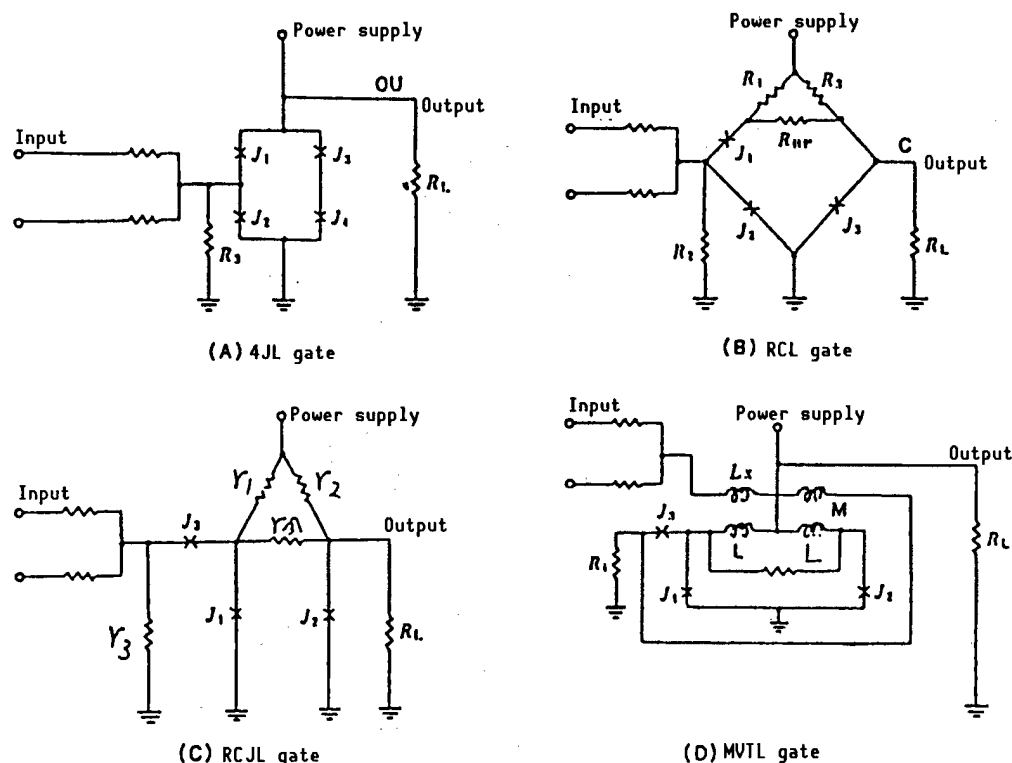 Power supply
OU
Output
Input
J1
J3
J2
J4
R3
RL
(A) 4JL gate
Power supply
R1
R3
Input
J1
C
Output
J2
J3
R2
RL
(B) RCL gate
Power supply
r1
r2
Input
J3
Output
J1
J2
r3
RL
(C) RCJL gate
Input
Power supply
Output
Lx
M
J3
L
L
RL
J1
J2
(D) MVTL gate